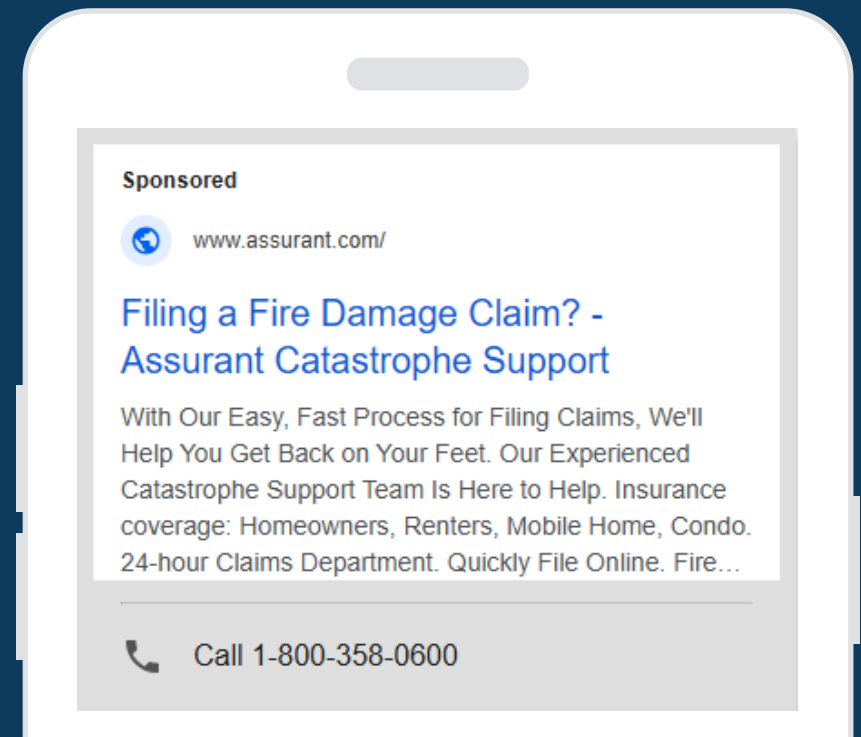 Sponsored
www.assurant.com/
Filing a Fire Damage Claim? -
Assurant Catastrophe Support
With Our Easy, Fast Process for Filing Claims, We'll
Help You Get Back on Your Feet. Our Experienced
Catastrophe Support Team Is Here to Help. Insurance
coverage: Homeowners, Renters, Mobile Home, Condo.
24-hour Claims Department. Quickly File Online. Fire...
Call 1-800-358-0600